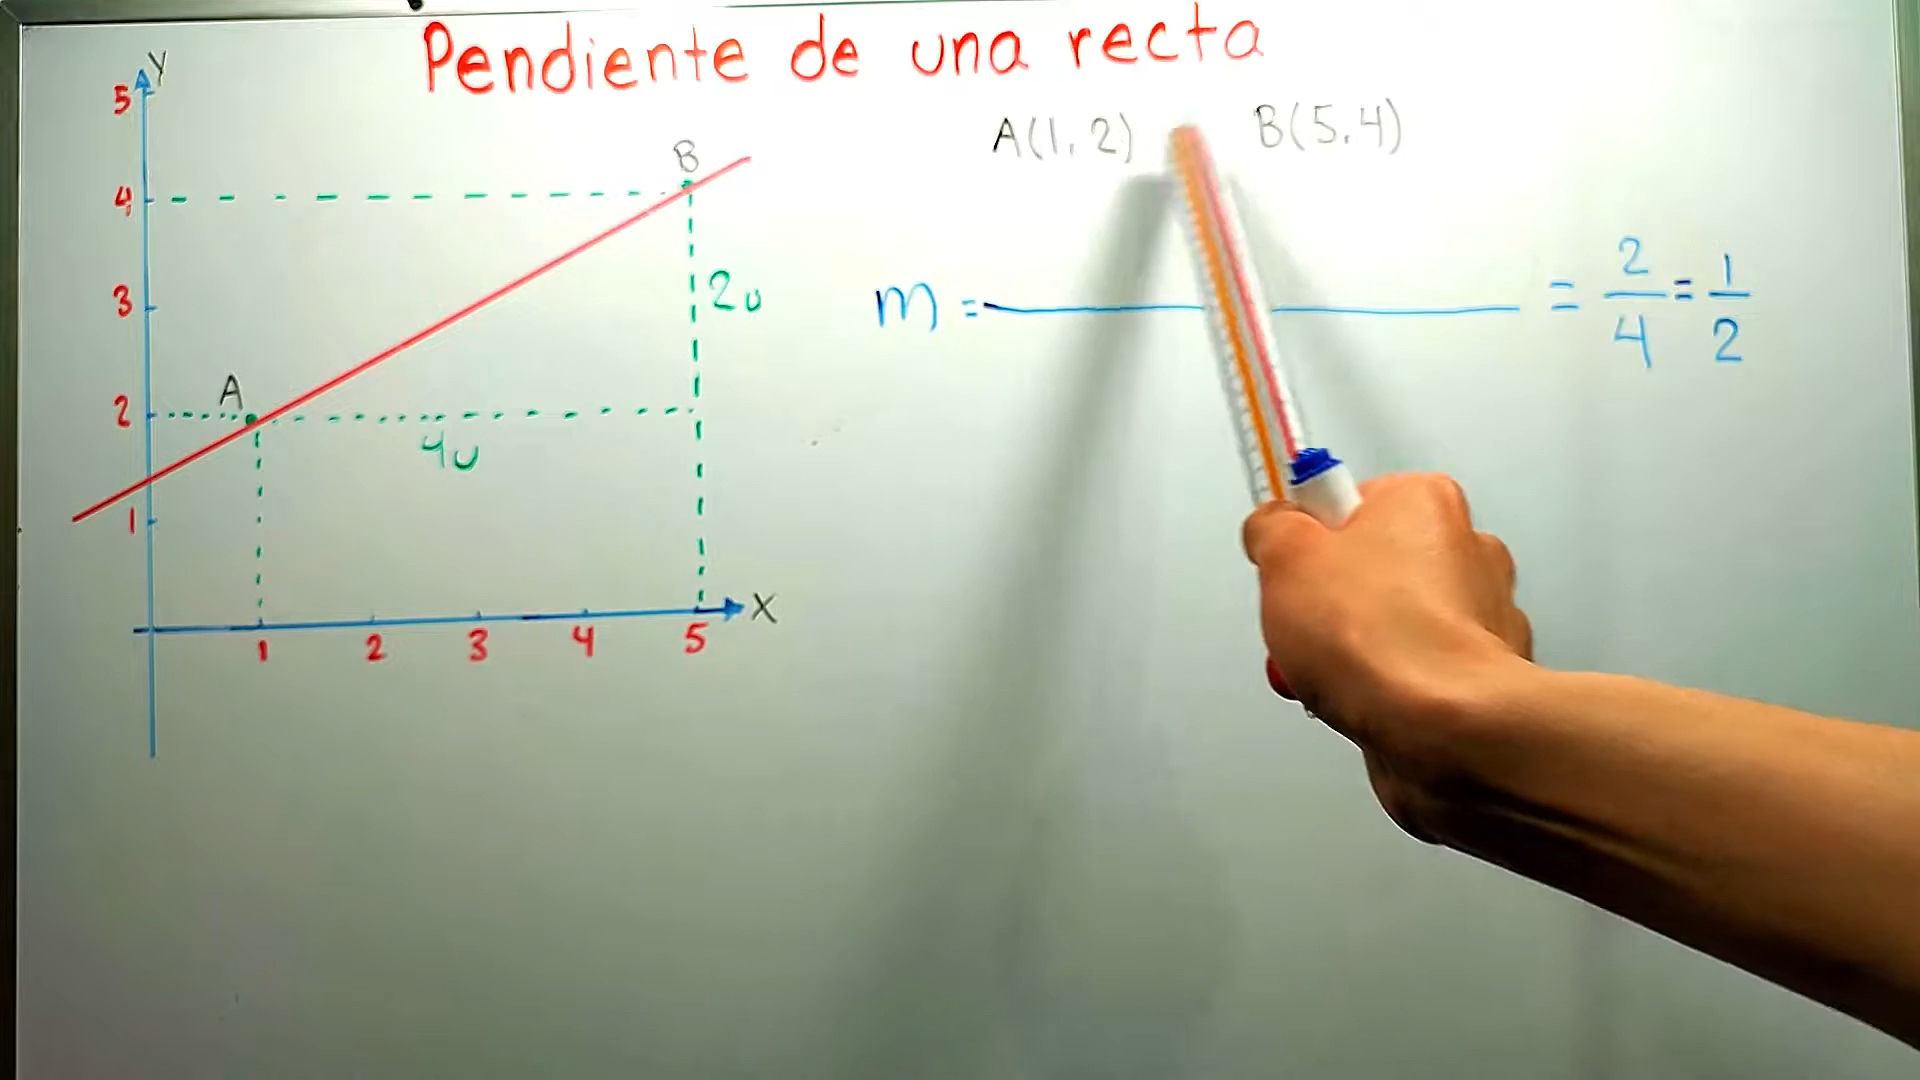 Pendiente de una recta
Y
5
A(1,2) B(5,4)
B
4
m = = 2/4 = 1/2
3
2u
A
2
4u
1
X
1 2 3 4 5